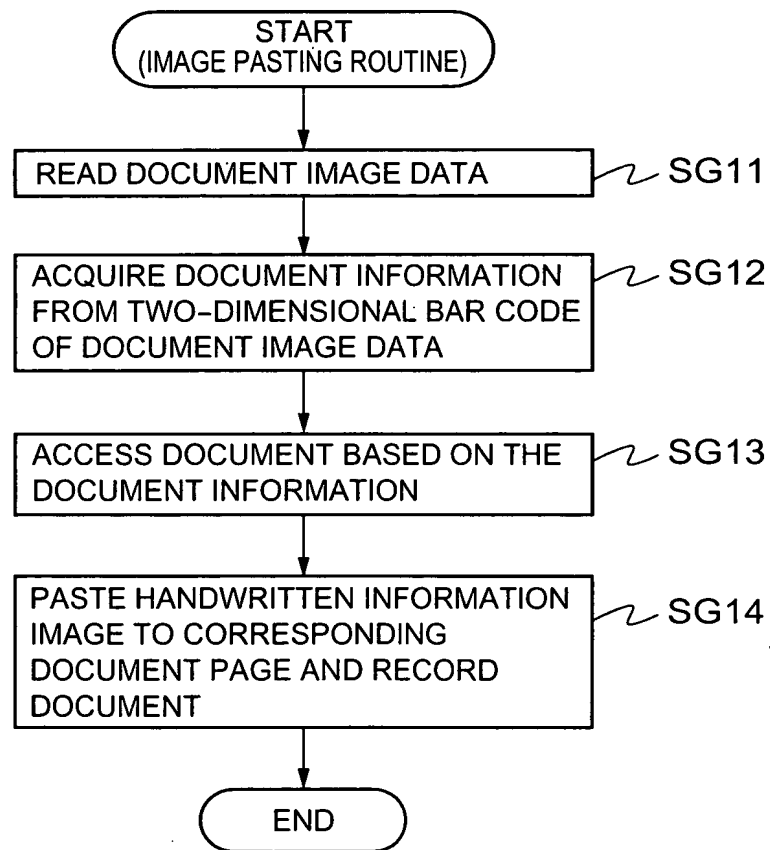 START
(IMAGE PASTING ROUTINE)
READ DOCUMENT IMAGE DATA
SG11
ACQUIRE DOCUMENT INFORMATION
FROM TWO-DIMENSIONAL BAR CODE
OF DOCUMENT IMAGE DATA
SG12
ACCESS DOCUMENT BASED ON THE
DOCUMENT INFORMATION
SG13
PASTE HANDWRITTEN INFORMATION
IMAGE TO CORRESPONDING
DOCUMENT PAGE AND RECORD
DOCUMENT
SG14
END